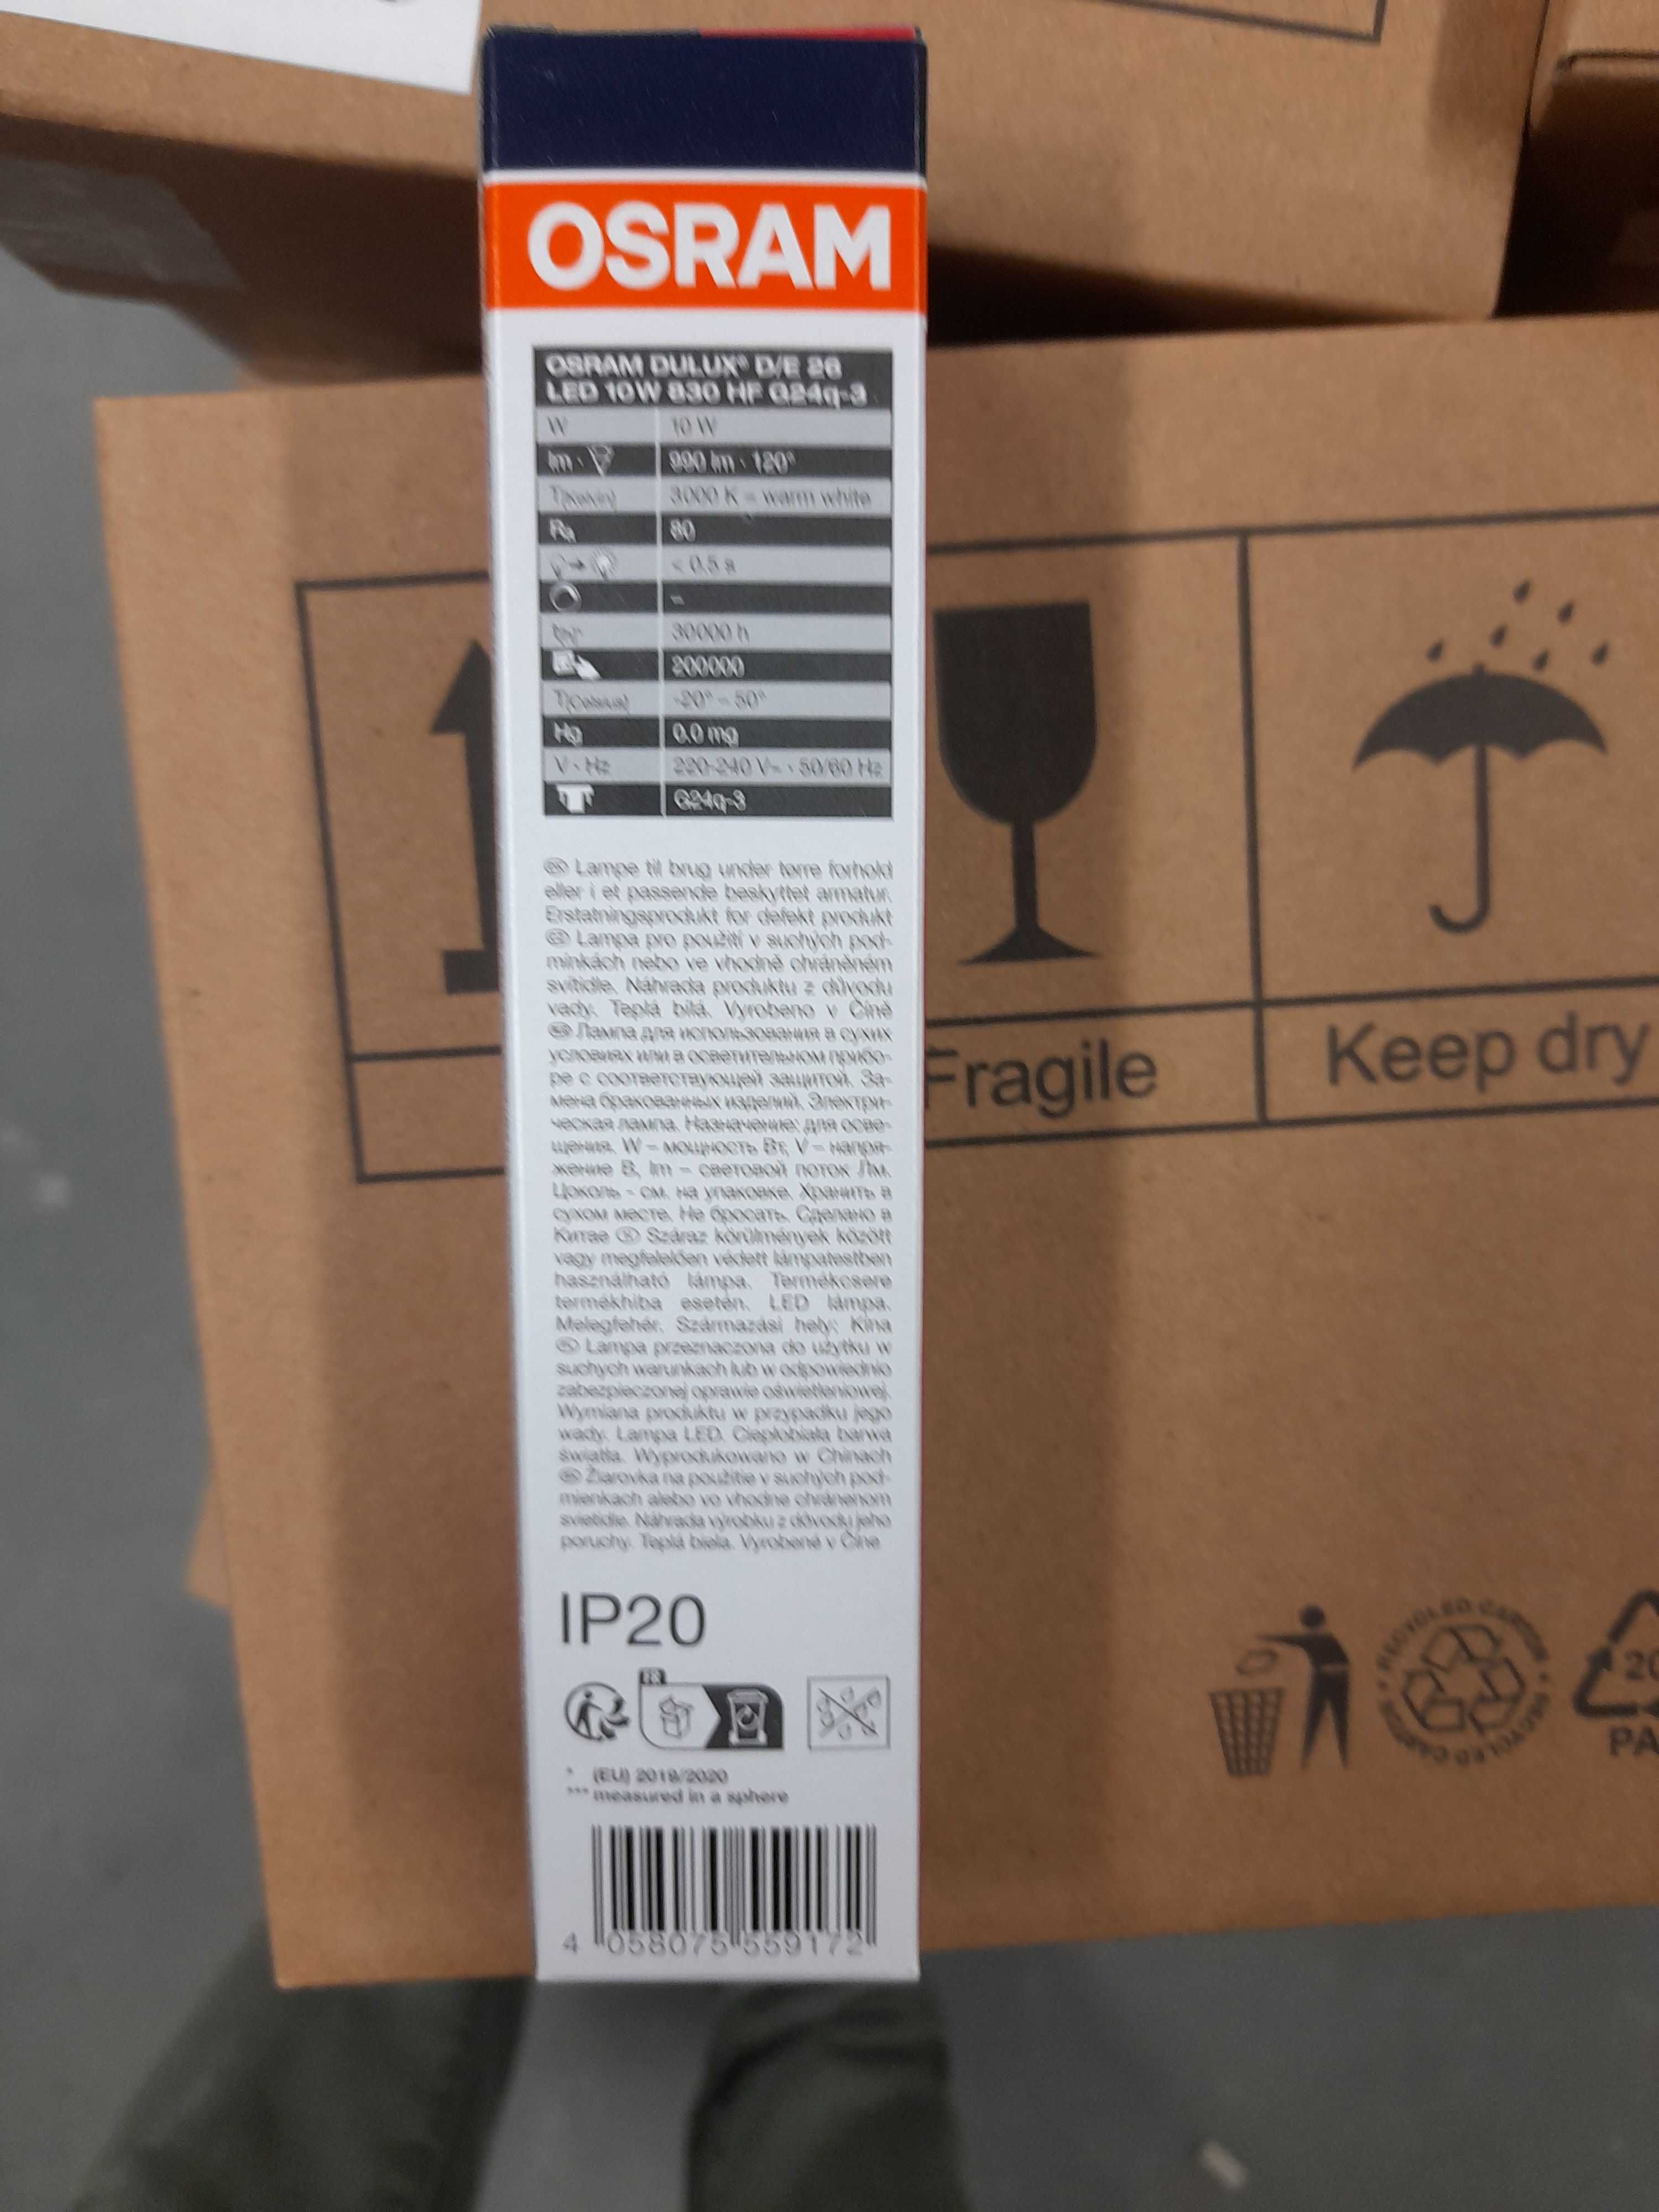 OSRAM
OSRAM DULUX® D/E 26
LED 10W 830 HF G24q-3
W 10 W
lm · 990 lm · 120°
T(Kelvin) 3000 K – warm white
Ra 80
< 0.5 s
–
30000 h
200000
T(Celsius) -20° – 50°
Hg 0.0 mg
V · Hz 220-240 V~ · 50/60 Hz
G24q-3
Lampe til brug under tørre forhold
eller i et passende beskyttet armatur.
Erstatningsprodukt for defekt produkt
Lampa pro použití v suchých pod-
mínkách nebo ve vhodně chráněném
svítidle. Náhrada produktu z důvodu
vady. Teplá bílá. Vyrobeno v Číně
Лампа для использования в сухих
условиях или в осветительном прибо-
ре с соответствующей защитой. За-
мена бракованных изделий. Электри-
ческая лампа. Назначение: для осве-
щения. W – мощность Вт, V – напря-
жение В, lm – световой поток Лм.
Цоколь - см. на упаковке. Хранить в
сухом месте. Не бросать. Сделано в
Китае Száraz körülmények között
vagy megfelelően védett lámpatestben
használható lámpa. Termékcsere
termékhiba esetén. LED lámpa.
Melegfehér. Származási hely: Kína
Lampa przeznaczona do użytku w
suchych warunkach lub w odpowiednio
zabezpieczonej oprawie oświetleniowej.
Wymiana produktu w przypadku jego
wady. Lampa LED. Ciepłobiała barwa
światła. Wyprodukowano w Chinach
Žiarovka na použitie v suchých pod-
mienkach alebo vo vhodne chránenom
svietidle. Náhrada výrobku z dôvodu jeho
poruchy. Teplá biela. Vyrobené v Číne
IP20
FR
* (EU) 2019/2020
*** measured in a sphere
4 058075 559172
Fragile
Keep dry
RECYCLED CARTON
20
PA